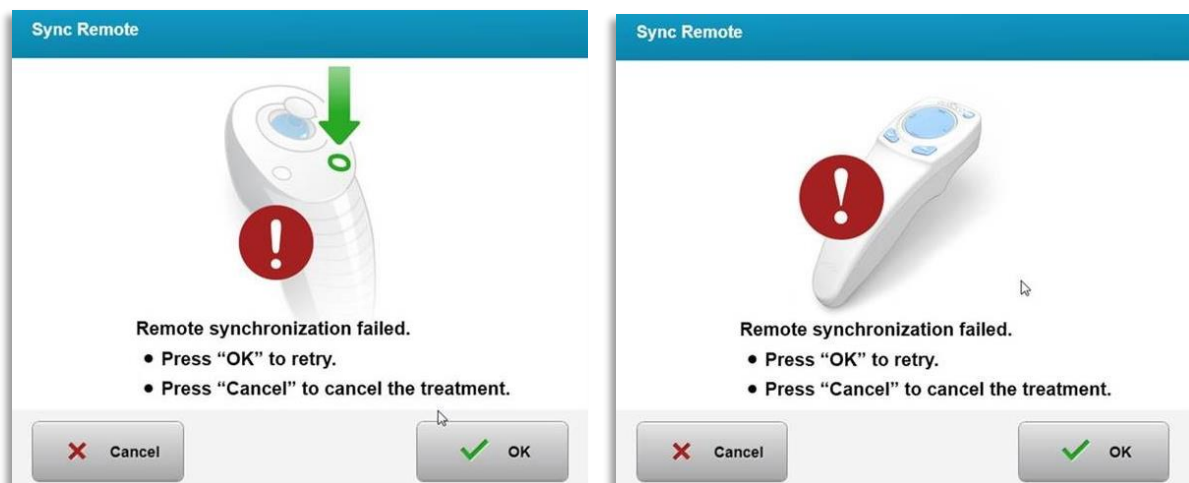 Sync Remote
Remote synchronization failed.
● Press “OK” to retry.
● Press “Cancel” to cancel the treatment.
Cancel
OK
Sync Remote
Remote synchronization failed.
● Press “OK” to retry.
● Press “Cancel” to cancel the treatment.
Cancel
OK